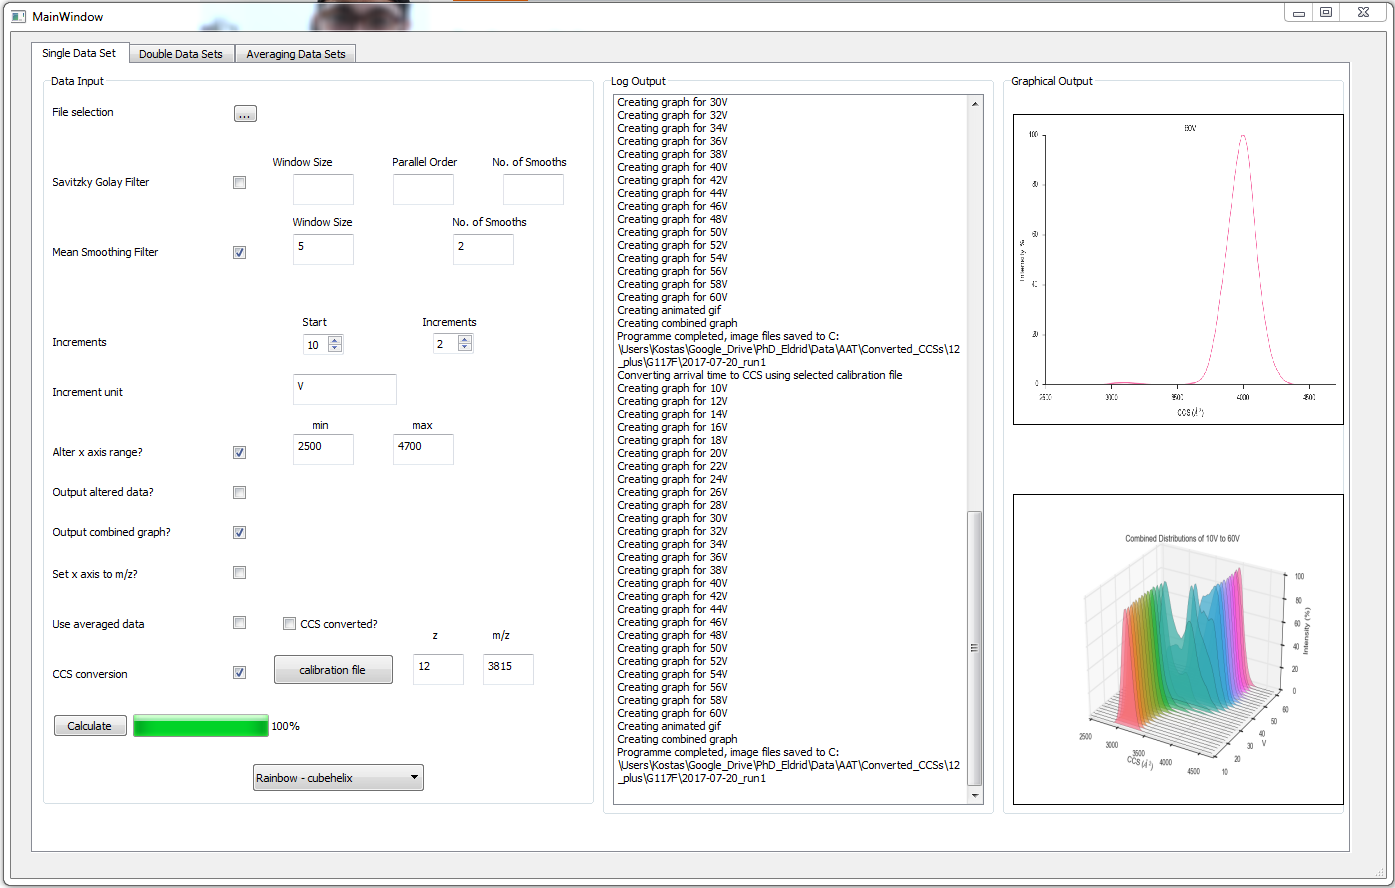 MainWindow
Single Data Set
Double Data Sets
Averaging Data Sets
Data Input
File selection
...
Window Size
Parallel Order
No. of Smooths
Savitzky Golay Filter
Window Size
No. of Smooths
Mean Smoothing Filter
5
2
Start
Increments
Increments
10
2
Increment unit
V
min
max
Alter x axis range?
2500
4700
Output altered data?
Output combined graph?
Set x axis to m/z?
Use averaged data
CCS converted?
z
m/z
CCS conversion
calibration file
12
3815
Calculate
100%
Rainbow - cubehelix
Log Output
Creating graph for 30V
Creating graph for 32V
Creating graph for 34V
Creating graph for 36V
Creating graph for 38V
Creating graph for 40V
Creating graph for 42V
Creating graph for 44V
Creating graph for 46V
Creating graph for 48V
Creating graph for 50V
Creating graph for 52V
Creating graph for 54V
Creating graph for 56V
Creating graph for 58V
Creating graph for 60V
Creating animated gif
Creating combined graph
Programme completed, image files saved to C:
\Users\Kostas\Google_Drive\PhD_Eldrid\Data\AAT\Converted_CCSs\12
_plus\G117F\2017-07-20_run1
Converting arrival time to CCS using selected calibration file
Creating graph for 10V
Creating graph for 12V
Creating graph for 14V
Creating graph for 16V
Creating graph for 18V
Creating graph for 20V
Creating graph for 22V
Creating graph for 24V
Creating graph for 26V
Creating graph for 28V
Creating graph for 30V
Creating graph for 32V
Creating graph for 34V
Creating graph for 36V
Creating graph for 38V
Creating graph for 40V
Creating graph for 42V
Creating graph for 44V
Creating graph for 46V
Creating graph for 48V
Creating graph for 50V
Creating graph for 52V
Creating graph for 54V
Creating graph for 56V
Creating graph for 58V
Creating graph for 60V
Creating animated gif
Creating combined graph
Programme completed, image files saved to C:
\Users\Kostas\Google_Drive\PhD_Eldrid\Data\AAT\Converted_CCSs\12
_plus\G117F\2017-07-20_run1
Graphical Output
60V
100
80
60
40
20
0
Intensity %
2500
3000
3500
4000
4500
CCS (Å²)
Combined Distributions of 10V to 60V
100
80
60
40
20
0
Intensity (%)
2500
3000
3500
4000
4500
CCS (Å²)
10
20
30
40
50
60
V